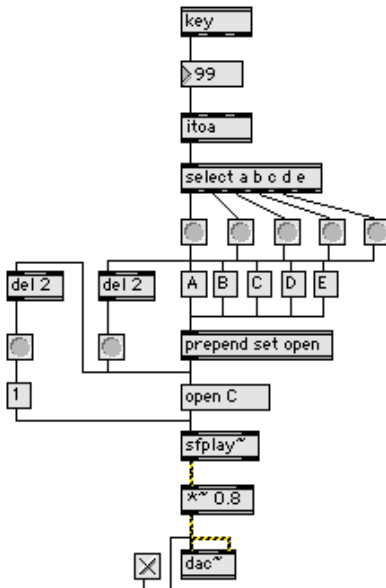 key
99
itoa
select a b c d e
del 2
del 2
A
B
C
D
E
prepend set open
1
open C
sfplay~
*~ 0.8
dac~